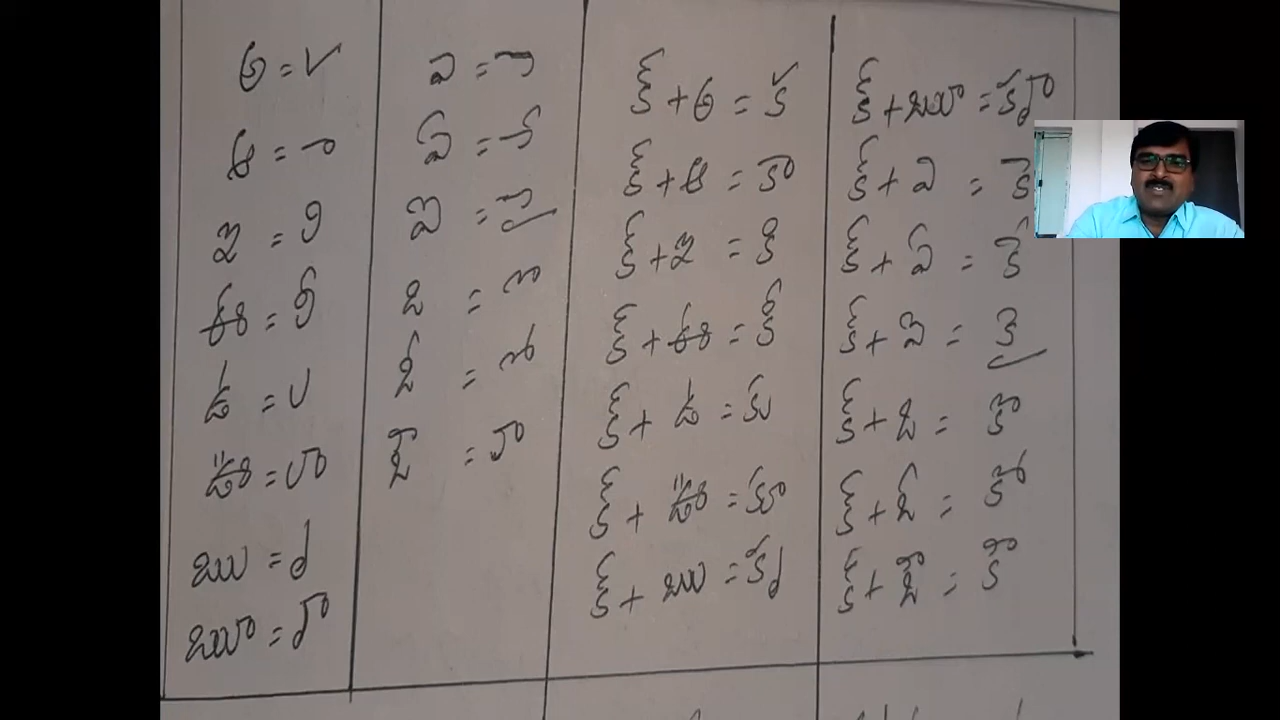 అ = ✓
ఆ = ా
ఇ = ి
ఈ = ీ
ఉ = ు
ఊ = ూ
ఋ = ృ
ౠ = ౄ
ఎ = ె
ఏ = ే
ఐ = ై
ఒ = ొ
ఓ = ో
ఔ = ౌ
క్ + అ = క
క్ + ఆ = కా
క్ + ఇ = కి
క్ + ఈ = కీ
క్ + ఉ = కు
క్ + ఊ = కూ
క్ + ఋ = కృ
క్ + ౠ = కౄ
క్ + ఎ = కె
క్ + ఏ = కే
క్ + ఐ = కై
క్ + ఒ = కొ
క్ + ఓ = కో
క్ + ఔ = కౌ